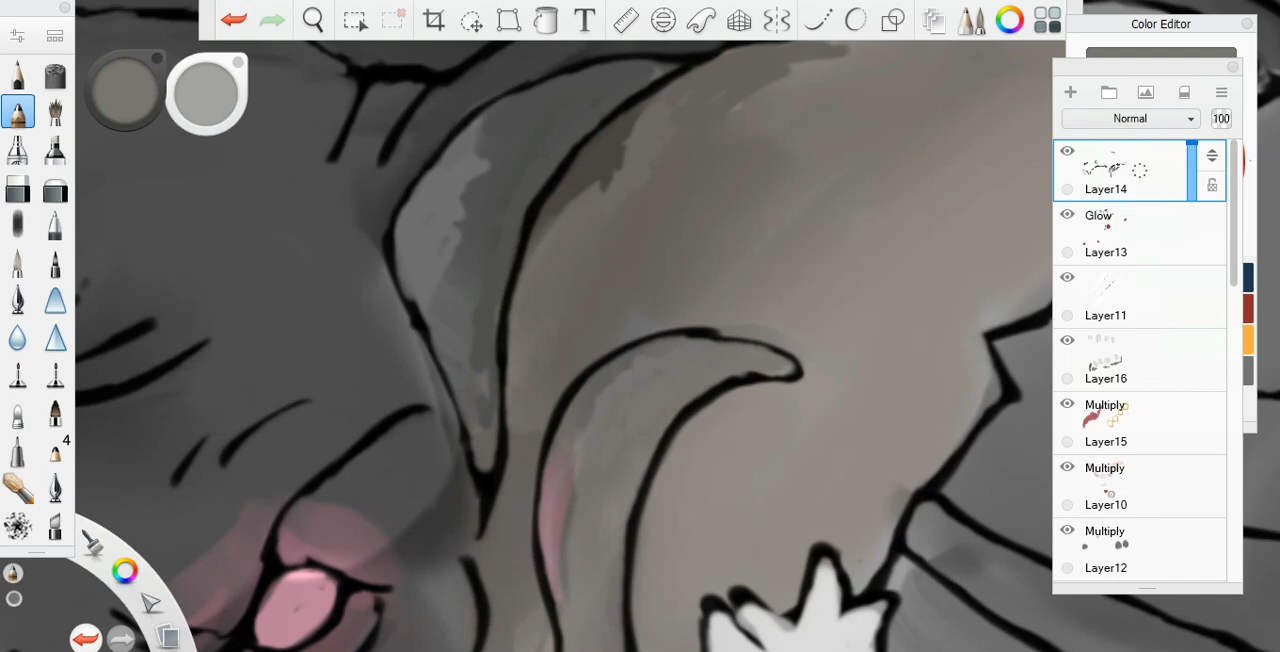 T
Color Editor
Normal
100
Layer14
Glow
Layer13
Layer11
Layer16
Multiply
Layer15
Multiply
Layer10
Multiply
Layer12
4